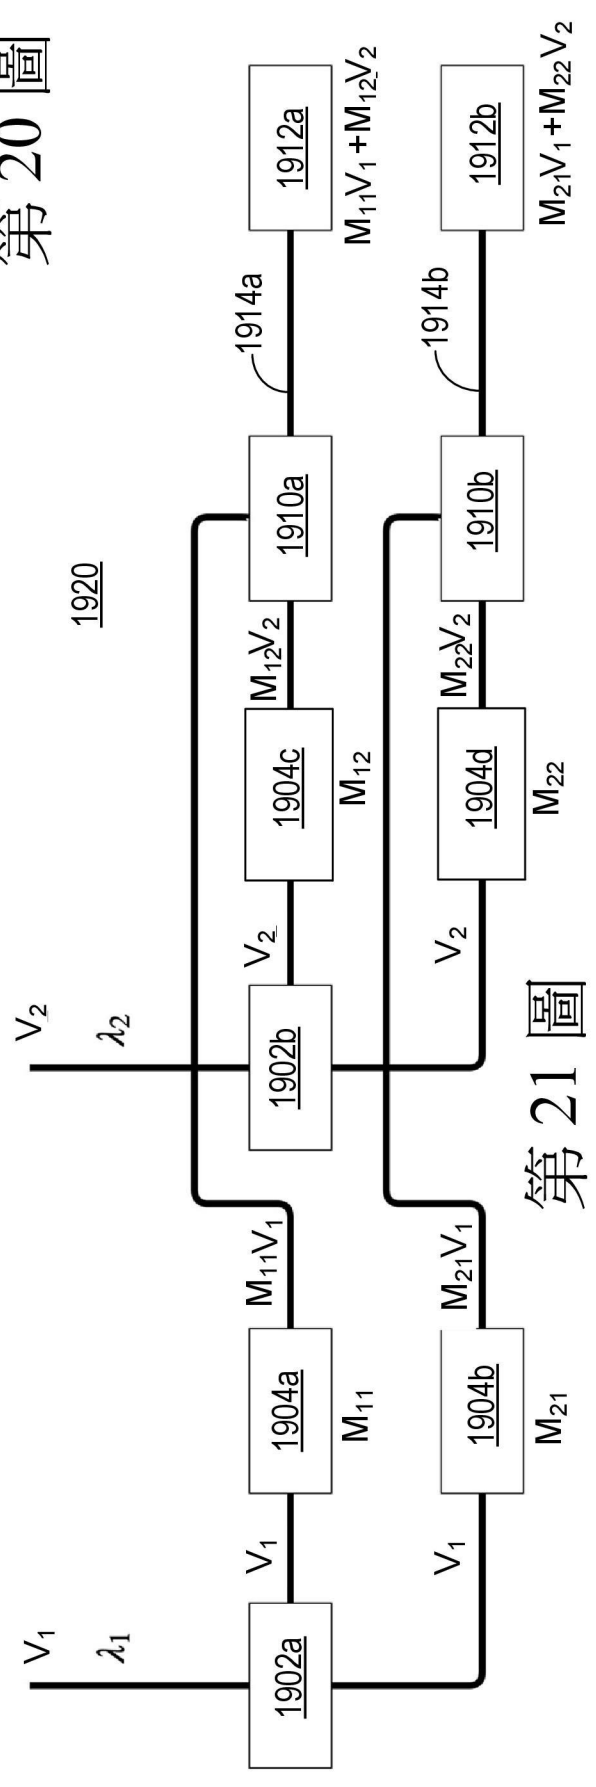 第 20 圖
1920
V1
λ1
V2
λ2
1902a
V1
1904a
M11
M11V1
1902b
V2
1904c
M12
M12V2
1910a
1914a
1912a
M11V1+M12V2
V1
1904b
M21
M21V1
V2
1904d
M22
M22V2
1910b
1914b
1912b
M21V1+M22V2
第 21 圖